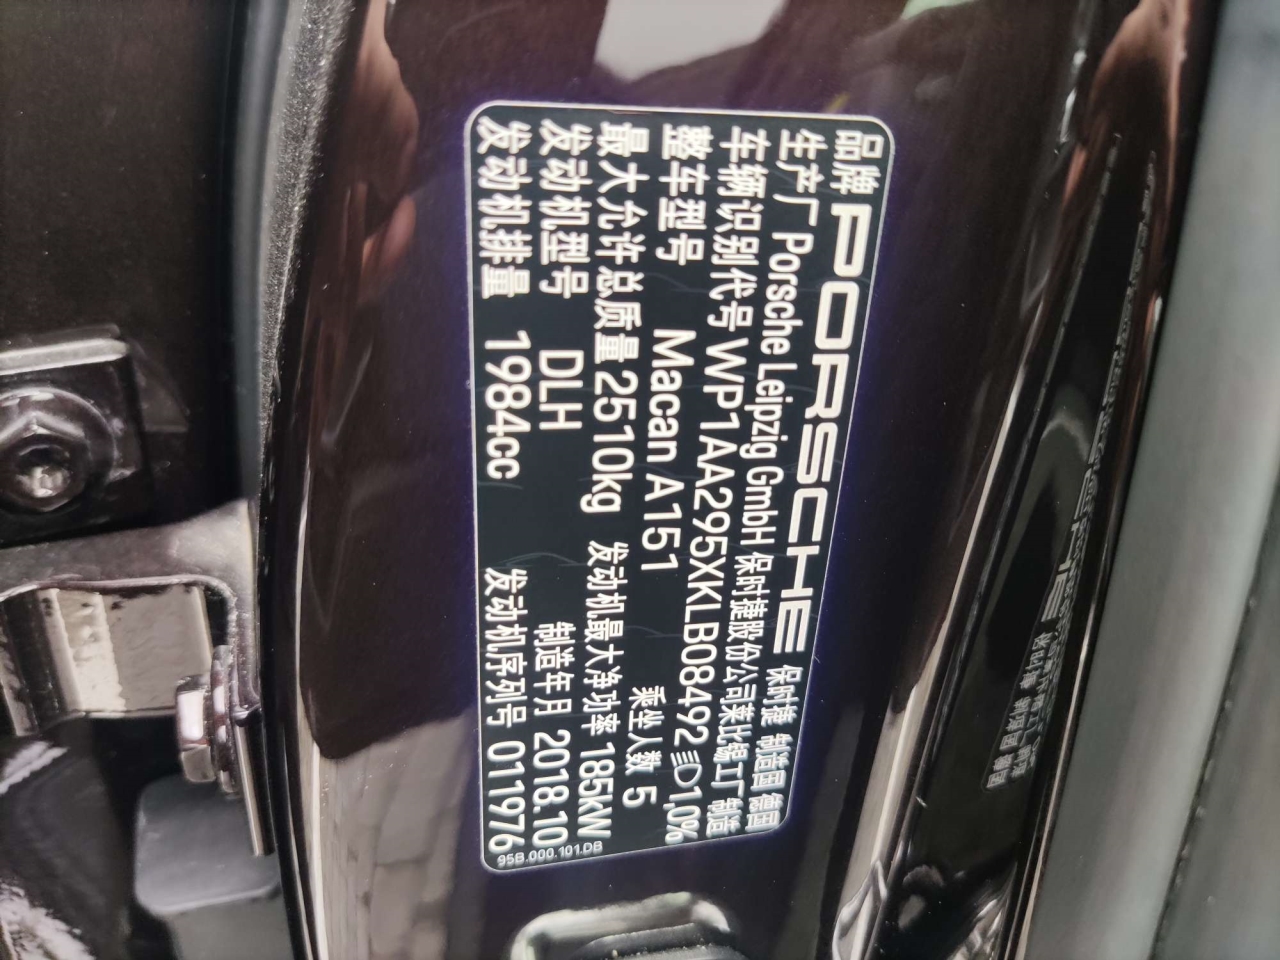 品牌 PORSCHE 保时捷 制造国 德国
生产厂 Porsche Leipzig GmbH 保时捷股份公司莱比锡工厂制造
车辆识别代号 WP1AA295XKLB08492 1,0%
整车型号 Macan A151 乘坐人数 5
最大允许总质量 2510kg 发动机最大净功率 185kW
发动机型号 DLH 制造年月 2018.10
发动机排量 1984cc 发动机序列号 011976
95B.000.101.DB